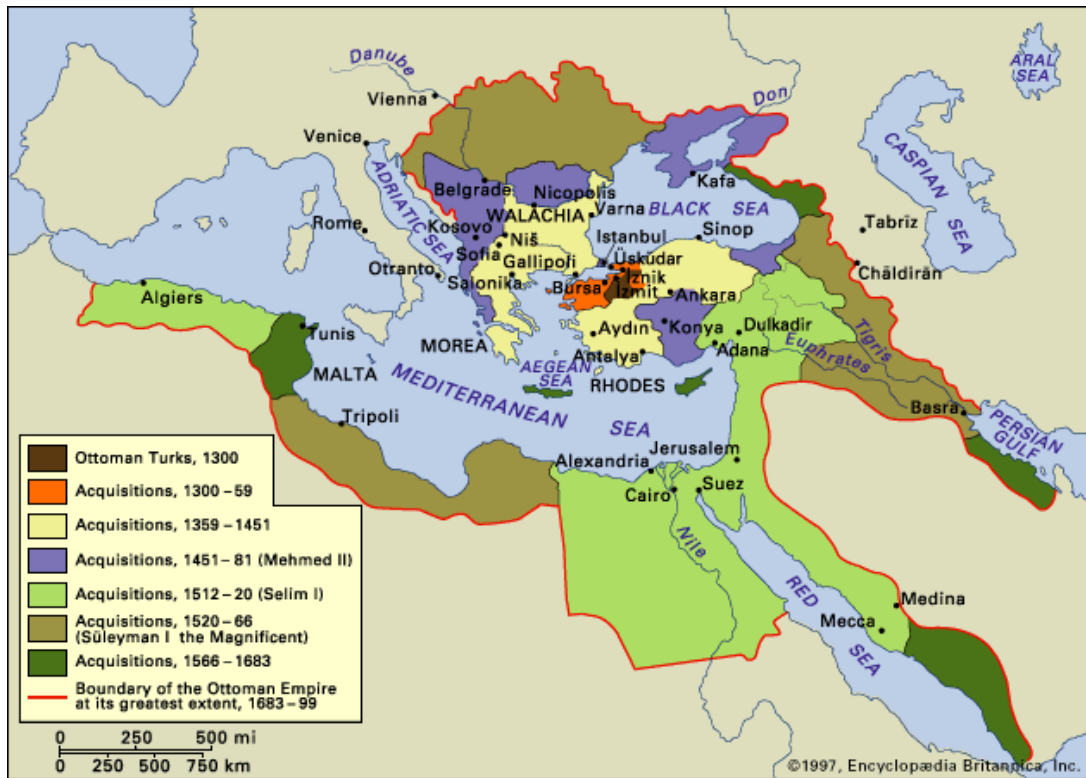 ARAL
SEA
Danube
Vienna
Don
Venice
CASPIAN SEA
ADRIATIC SEA
Belgrade
Nicopolis
Kafa
WALACHIA
Varna
BLACK SEA
Rome
Kosovo
Niš
Sinop
Tabrīz
Sofia
Istanbul
Otranto
Gallipoli
Üsküdar
Chāldirān
Salonika
Bursa
İznik
İzmit
Ankara
Algiers
Tunis
Aydın
Konya
Dulkadir
Tigris
MOREA
Antalya
Adana
Euphrates
MALTA
AEGEAN
SEA
RHODES
MEDITERRANEAN SEA
Basra
PERSIAN
GULF
Tripoli
Jerusalem
Alexandria
Cairo
Suez
Nile
RED SEA
Medina
Mecca
Ottoman Turks, 1300
Acquisitions, 1300–59
Acquisitions, 1359–1451
Acquisitions, 1451–81 (Mehmed II)
Acquisitions, 1512–20 (Selim I)
Acquisitions, 1520–66
(Süleyman I the Magnificent)
Acquisitions, 1566–1683
Boundary of the Ottoman Empire
at its greatest extent, 1683–99
0 250 500 mi
0 250 500 750 km
©1997, Encyclopædia Britannica, Inc.